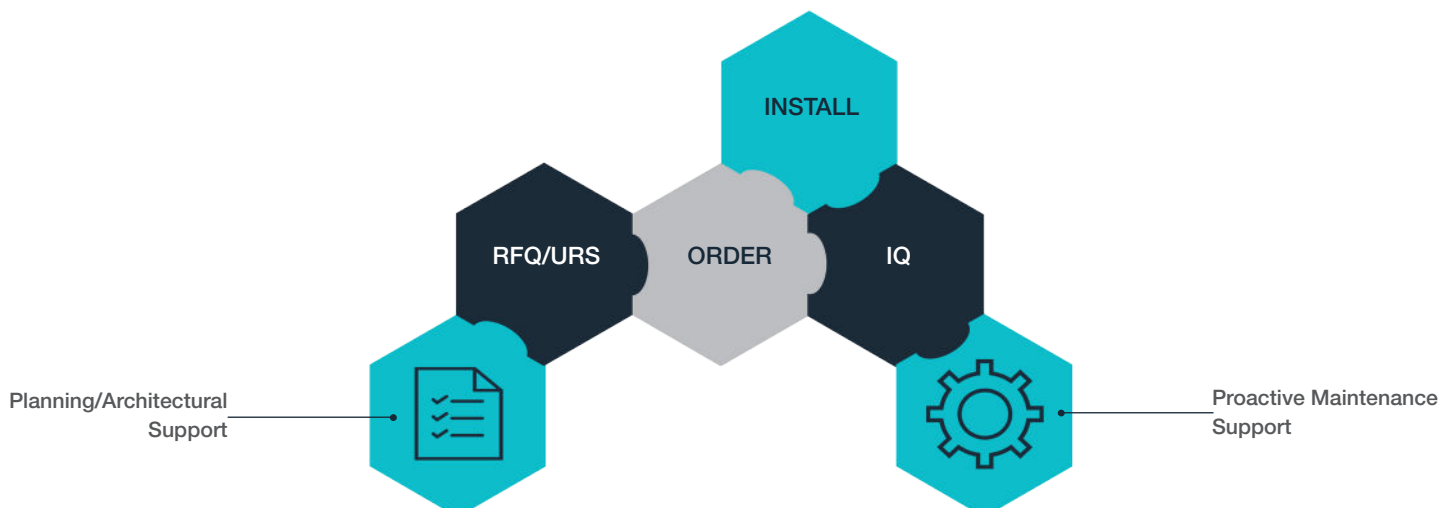 INSTALL
RFQ/URS
ORDER
IQ
Planning/Architectural
Support
Proactive Maintenance
Support